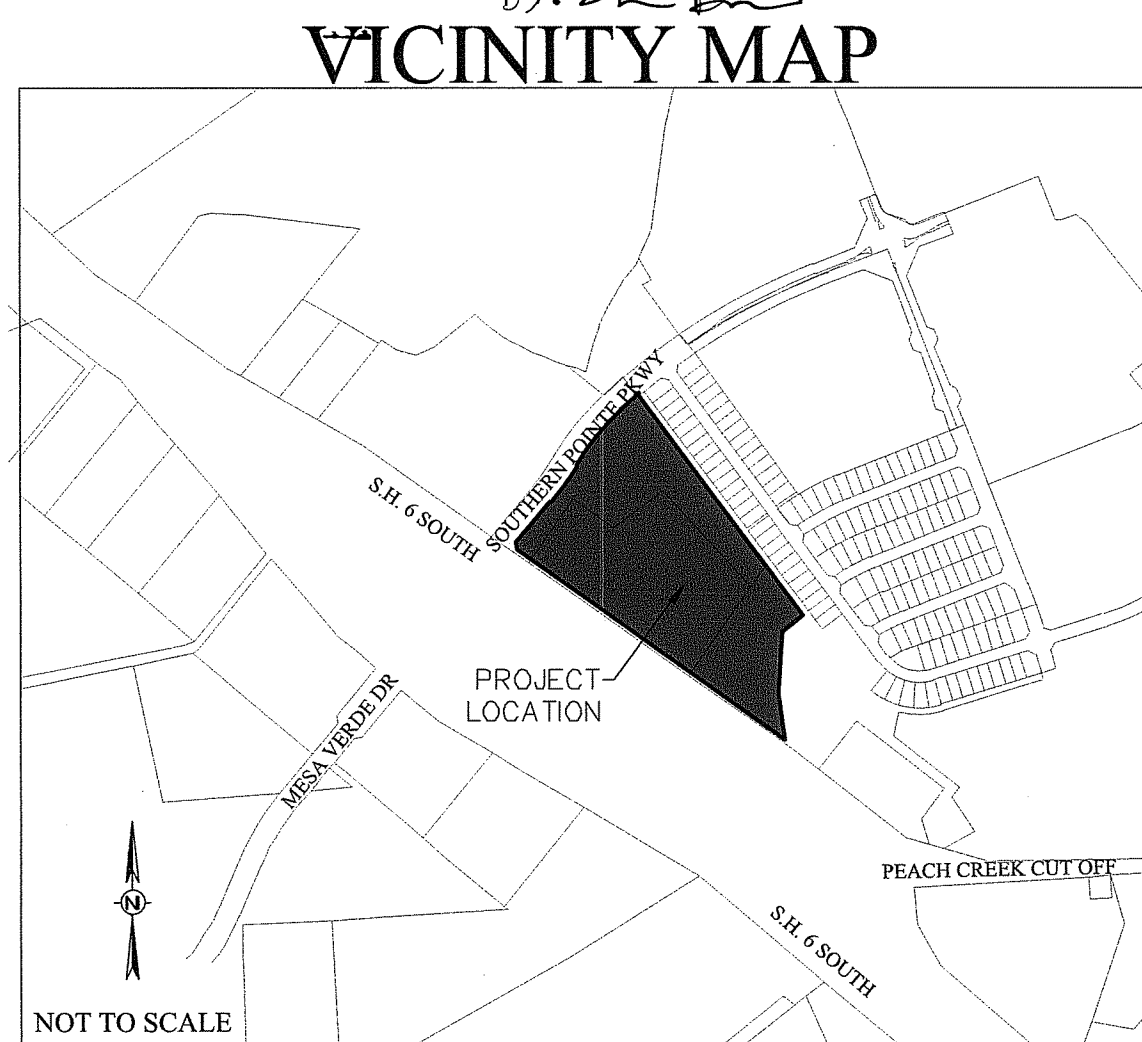 VICINITY MAP
SOUTHERN POINTE PKWY
S.H. 6 SOUTH
PROJECT
LOCATION
MESA VERDE DR
PEACH CREEK CUT OFF
S.H. 6 SOUTH
N
NOT TO SCALE